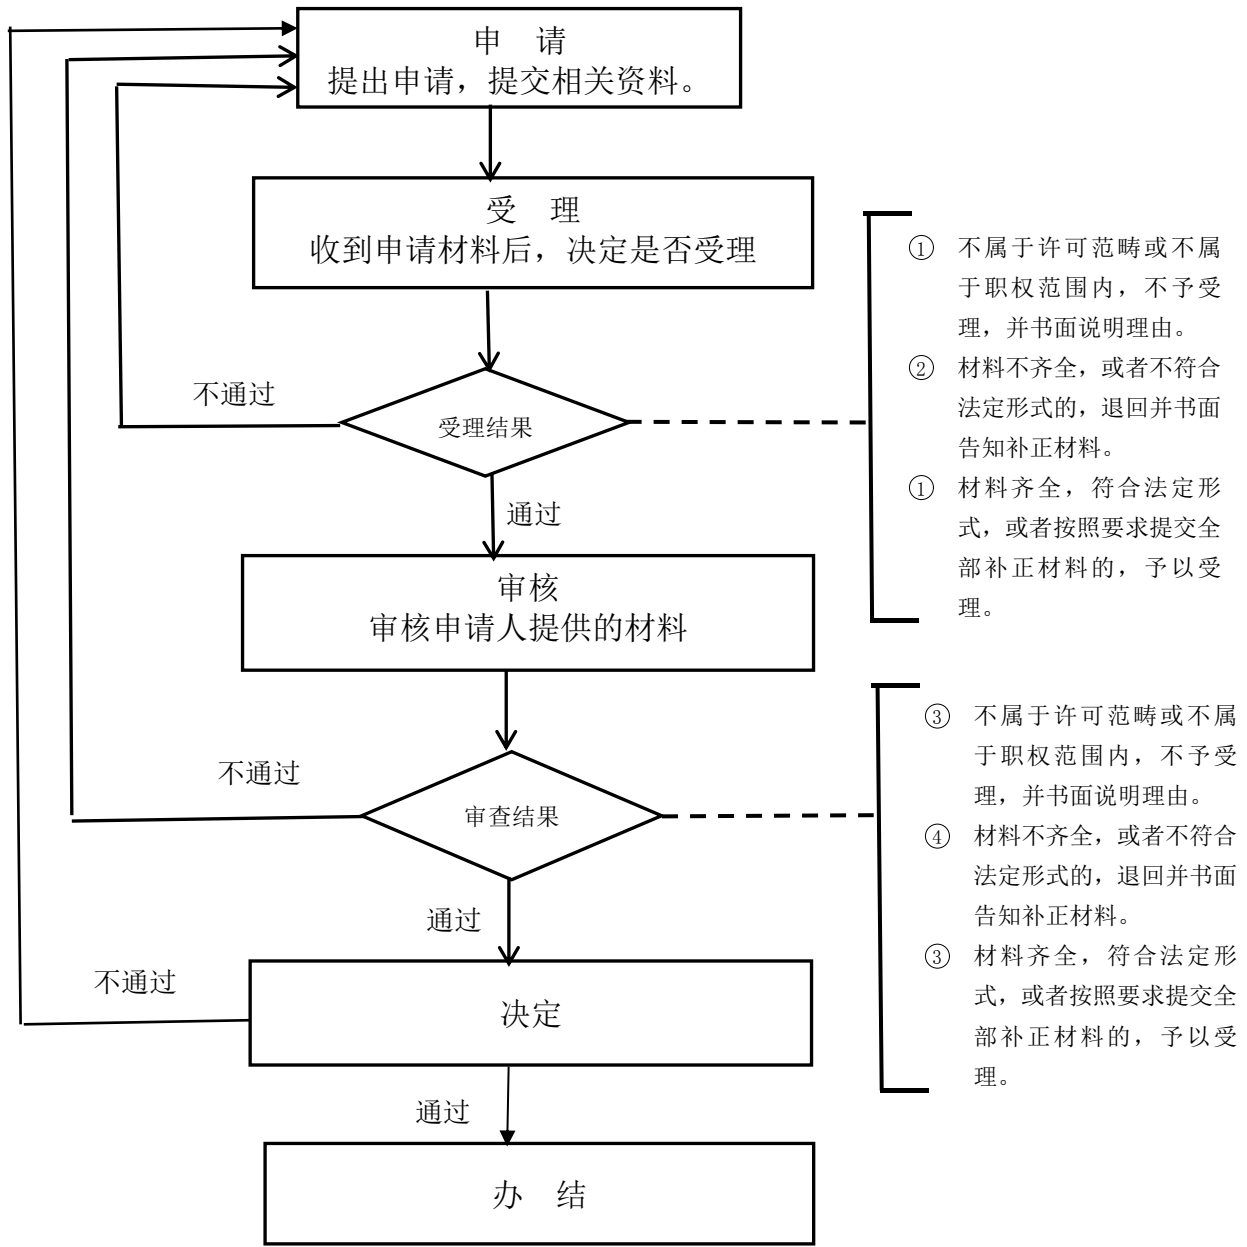 申 请
提出申请，提交相关资料。
受 理
收到申请材料后，决定是否受理
① 不属于许可范畴或不属
于职权范围内，不予受
理，并书面说明理由。
② 材料不齐全，或者不符合
法定形式的，退回并书面
告知补正材料。
① 材料齐全，符合法定形
式，或者按照要求提交全
部补正材料的，予以受
理。
不通过
受理结果
通过
审核
审核申请人提供的材料
不通过
审查结果
③ 不属于许可范畴或不属
于职权范围内，不予受
理，并书面说明理由。
④ 材料不齐全，或者不符合
法定形式的，退回并书面
告知补正材料。
③ 材料齐全，符合法定形
式，或者按照要求提交全
部补正材料的，予以受
理。
通过
不通过
决定
通过
办 结